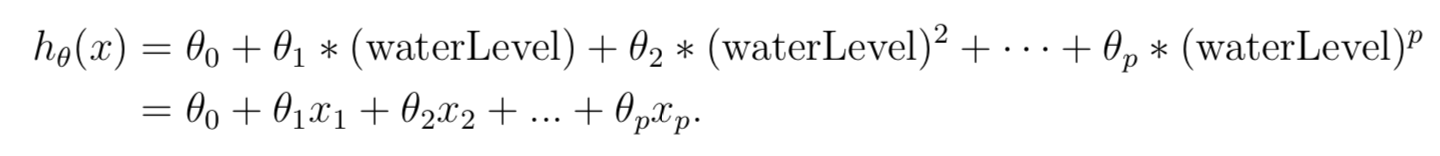 hθ(x) = θ0 + θ1 ∗ (waterLevel) + θ2 ∗ (waterLevel)² + ⋯ + θp ∗ (waterLevel)ᵖ
= θ0 + θ1x1 + θ2x2 + ... + θpxp.